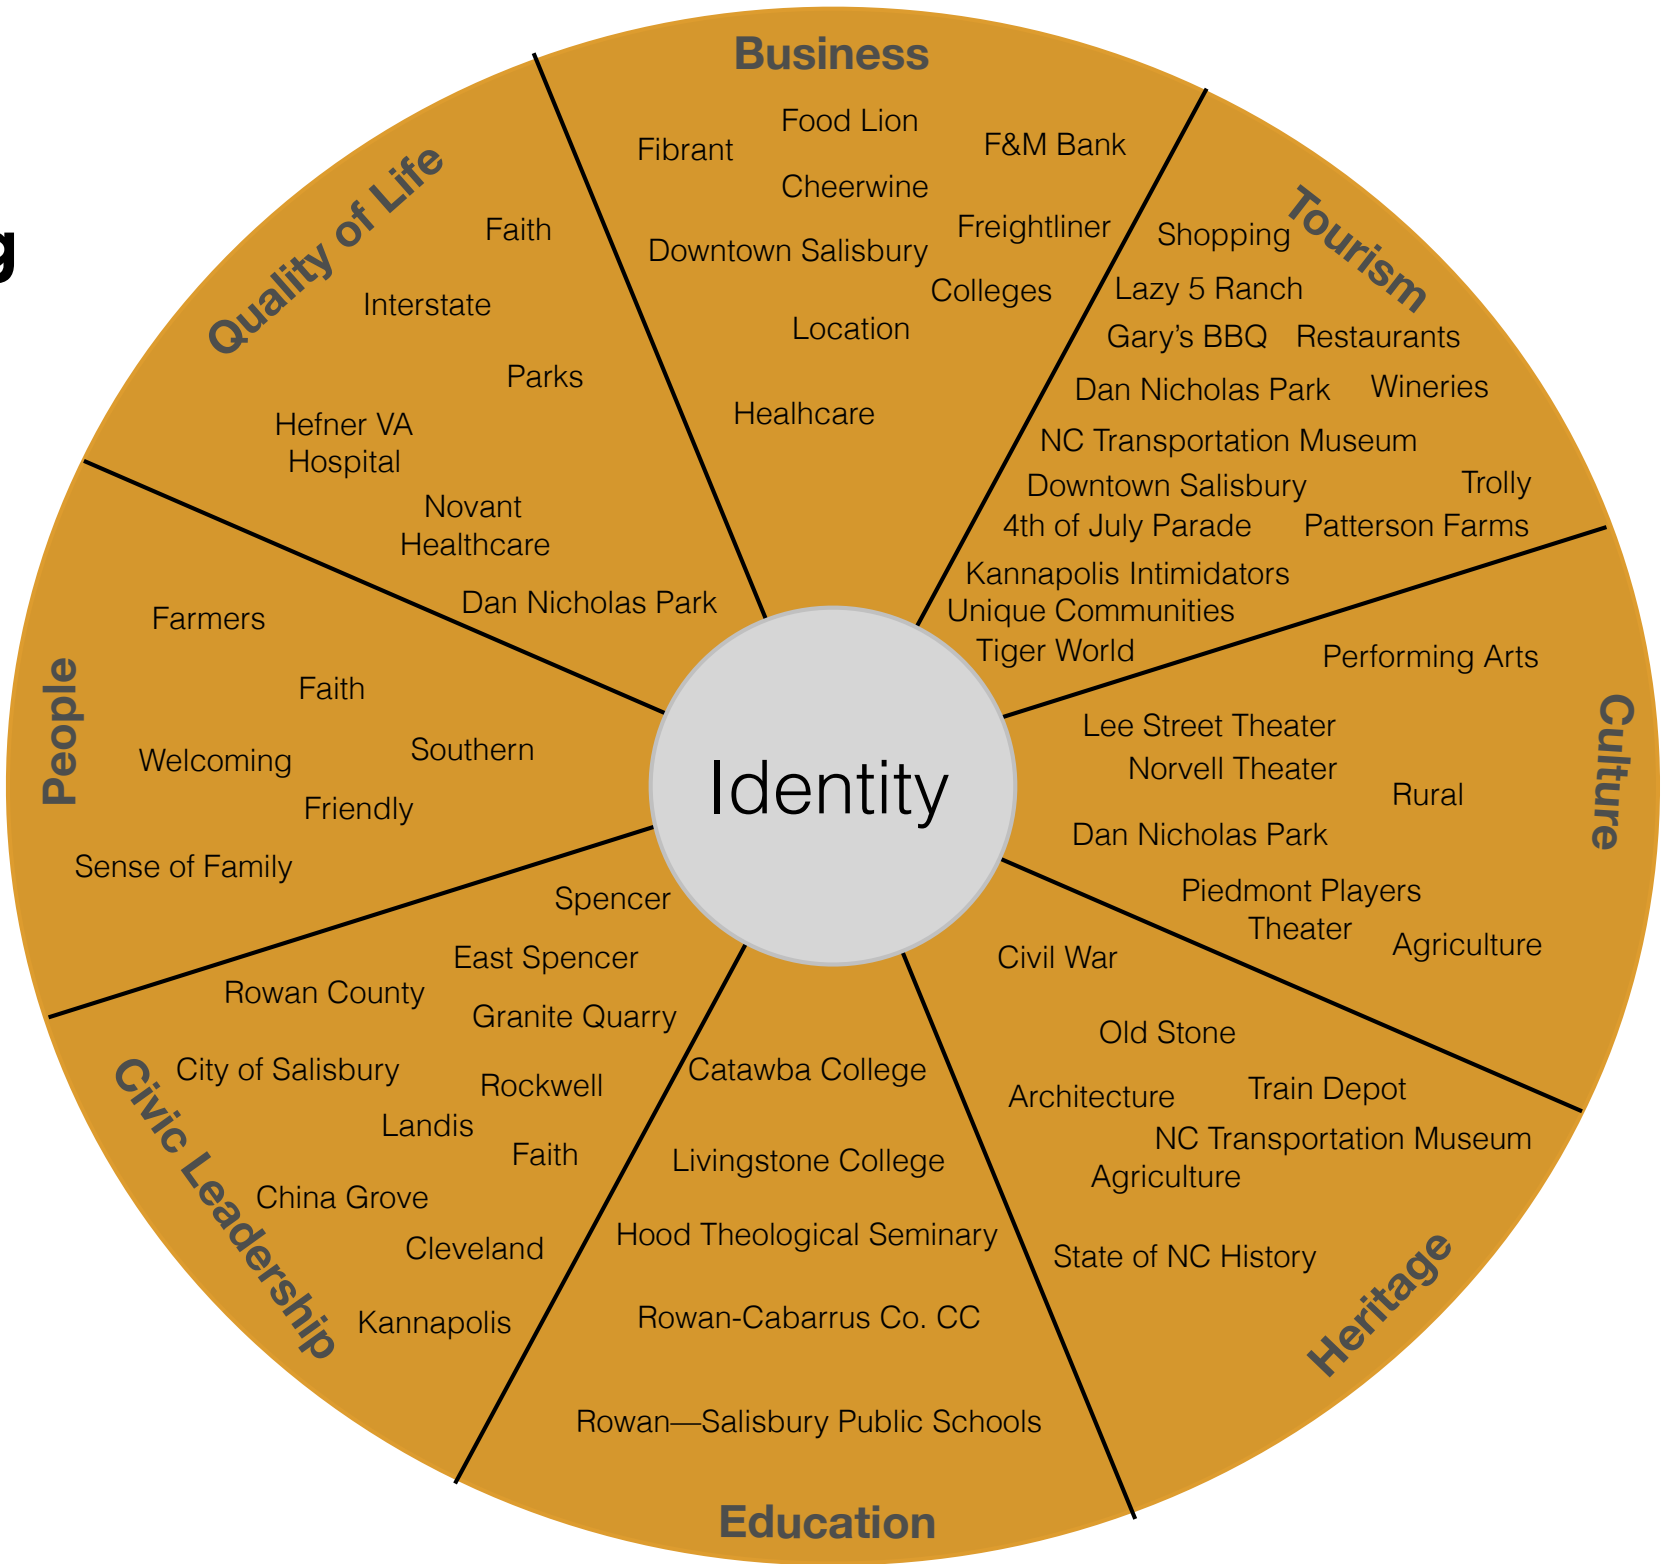 g
Business
Food Lion
Fibrant
F&M Bank
Cheerwine
Freightliner
Downtown Salisbury
Colleges
Location
Healhcare
Tourism
Shopping
Lazy 5 Ranch
Gary's BBQ
Restaurants
Dan Nicholas Park
Wineries
NC Transportation Museum
Downtown Salisbury
Trolly
4th of July Parade
Patterson Farms
Kannapolis Intimidators
Unique Communities
Tiger World
Culture
Performing Arts
Lee Street Theater
Norvell Theater
Rural
Dan Nicholas Park
Piedmont Players
Theater
Agriculture
Heritage
Civil War
Old Stone
Architecture
Train Depot
NC Transportation Museum
Agriculture
State of NC History
Education
Catawba College
Livingstone College
Hood Theological Seminary
Rowan-Cabarrus Co. CC
Rowan—Salisbury Public Schools
Civic Leadership
Spencer
East Spencer
Rowan County
Granite Quarry
City of Salisbury
Rockwell
Landis
Faith
China Grove
Cleveland
Kannapolis
People
Farmers
Faith
Southern
Welcoming
Friendly
Sense of Family
Quality of Life
Faith
Interstate
Parks
Hefner VA
Hospital
Novant
Healthcare
Dan Nicholas Park
Identity